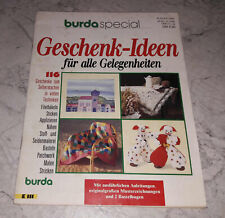 burda special
Geschenk-Ideen
für alle Gelegenheiten
116
Geschenke zum
Selbermachen
in vielen
Techniken
Filethäkeln
Sticken
Applizieren
Nähen
Stoff- und
Seidenmalerei
Basteln
Patchwork
Malen
Stricken
burda
Mit ausführlichen Anleitungen
originalgroßen Musterzeichnungen
und 2 Bastelbogen